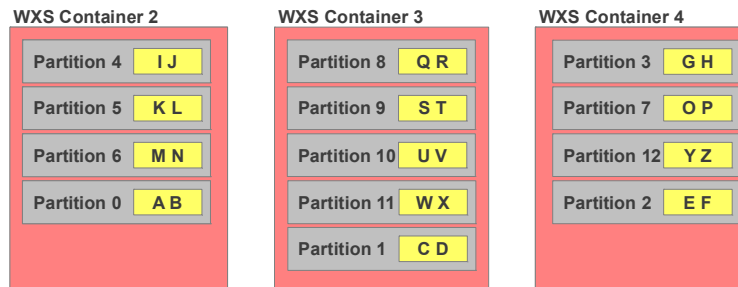 WXS Container 2
Partition 4 I J
Partition 5 K L
Partition 6 M N
Partition 0 A B
WXS Container 3
Partition 8 Q R
Partition 9 S T
Partition 10 U V
Partition 11 W X
Partition 1 C D
WXS Container 4
Partition 3 G H
Partition 7 O P
Partition 12 Y Z
Partition 2 E F